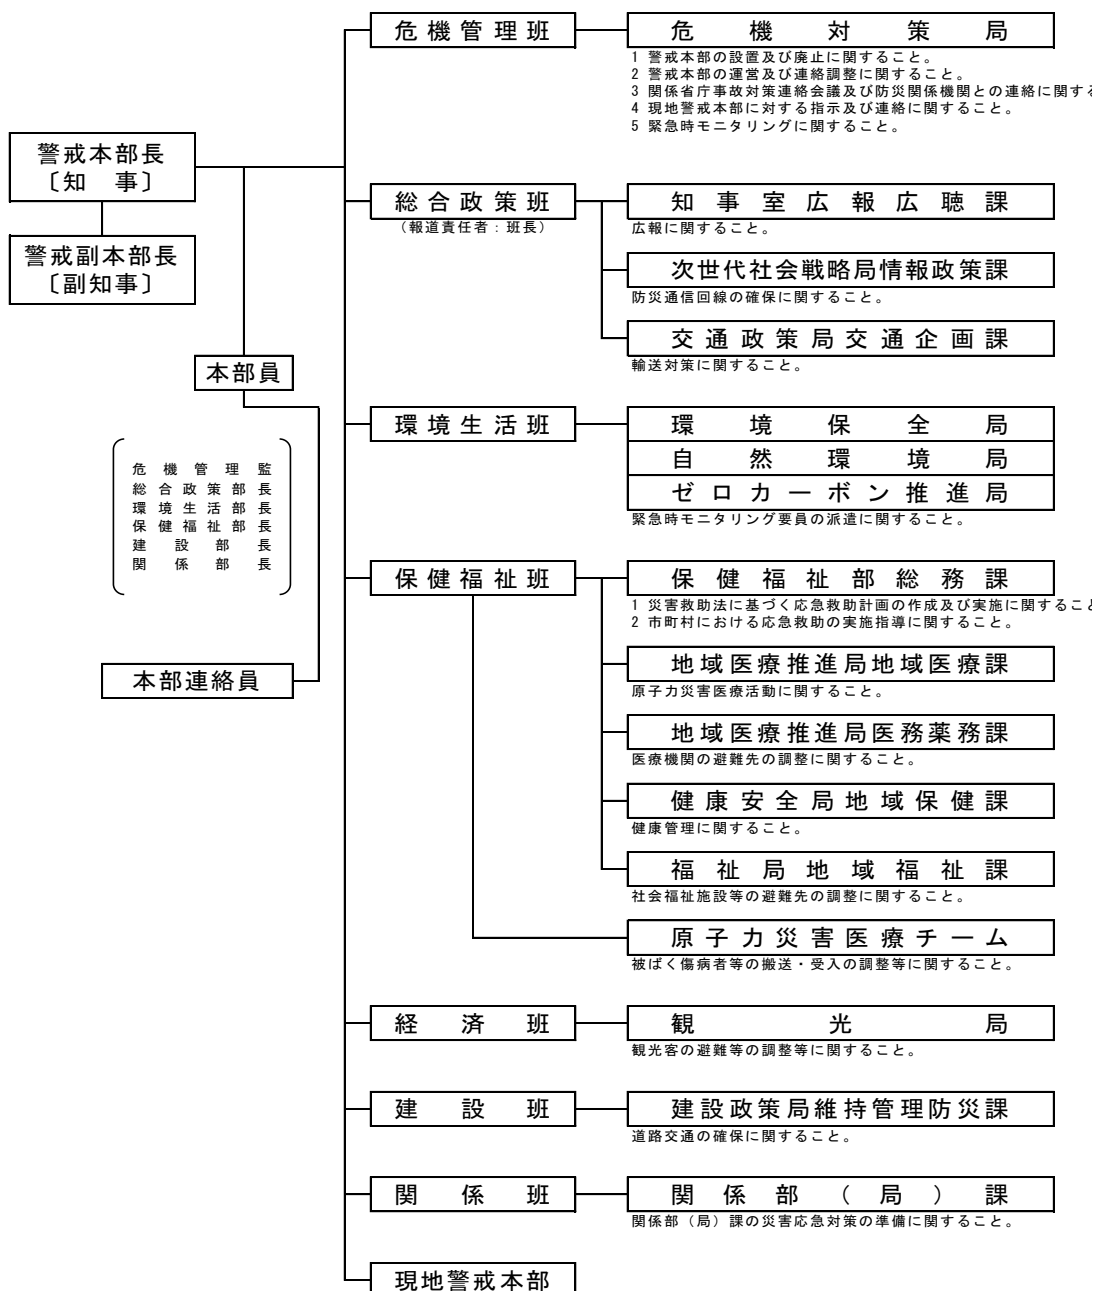 危機管理班
危機対策局
1 警戒本部の設置及び廃止に関すること。
2 警戒本部の運営及び連絡調整に関すること。
3 関係省庁事故対策連絡会議及び防災関係機関との連絡に関する
4 現地警戒本部に対する指示及び連絡に関すること。
5 緊急時モニタリングに関すること。
警戒本部長
〔知　事〕
警戒副本部長
〔副知事〕
本部員
危機管理監
総合政策部長
環境生活部長
保健福祉部長
建設部長
関係部長
本部連絡員
総合政策班
（報道責任者：班長）
知事室広報広聴課
広報に関すること。
次世代社会戦略局情報政策課
防災通信回線の確保に関すること。
交通政策局交通企画課
輸送対策に関すること。
環境生活班
環境保全局
自然環境局
ゼロカーボン推進局
緊急時モニタリング要員の派遣に関すること。
保健福祉班
保健福祉部総務課
1 災害救助法に基づく応急救助計画の作成及び実施に関すること
2 市町村における応急救助の実施指導に関すること。
地域医療推進局地域医療課
原子力災害医療活動に関すること。
地域医療推進局医務薬務課
医療機関の避難先の調整に関すること。
健康安全局地域保健課
健康管理に関すること。
福祉局地域福祉課
社会福祉施設等の避難先の調整に関すること。
原子力災害医療チーム
被ばく傷病者等の搬送・受入の調整等に関すること。
経済班
観光局
観光客の避難等の調整等に関すること。
建設班
建設政策局維持管理防災課
道路交通の確保に関すること。
関係班
関係部（局）課
関係部（局）課の災害応急対策の準備に関すること。
現地警戒本部